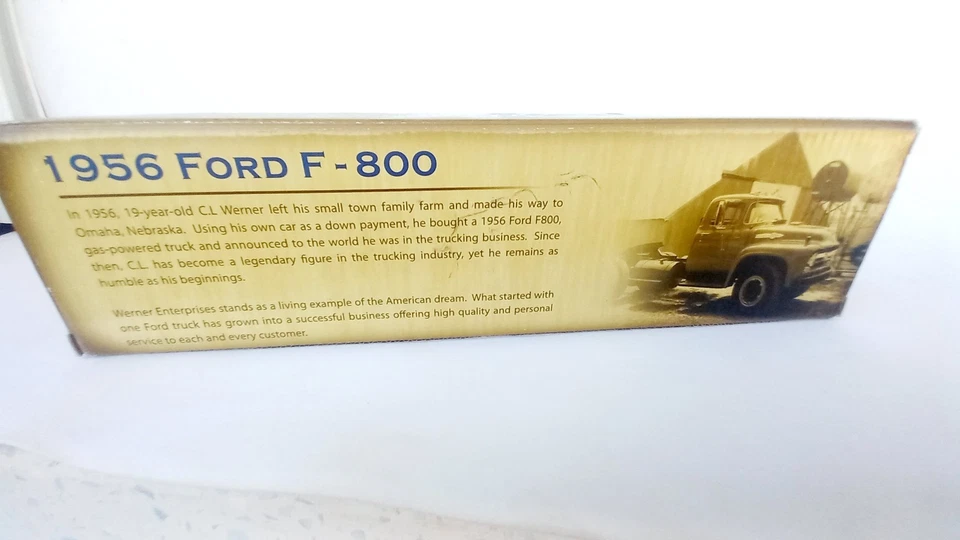 1956 FORD F-800
In 1956, 19-year-old C.L Werner left his small town family farm and made his way to
Omaha, Nebraska. Using his own car as a down payment, he bought a 1956 Ford F800,
gas-powered truck and announced to the world he was in the trucking business. Since
then, C.L. has become a legendary figure in the trucking industry, yet he remains as
humble as his beginnings.
Werner Enterprises stands as a living example of the American dream. What started with
one Ford truck has grown into a successful business offering high quality and personal
service to each and every customer.